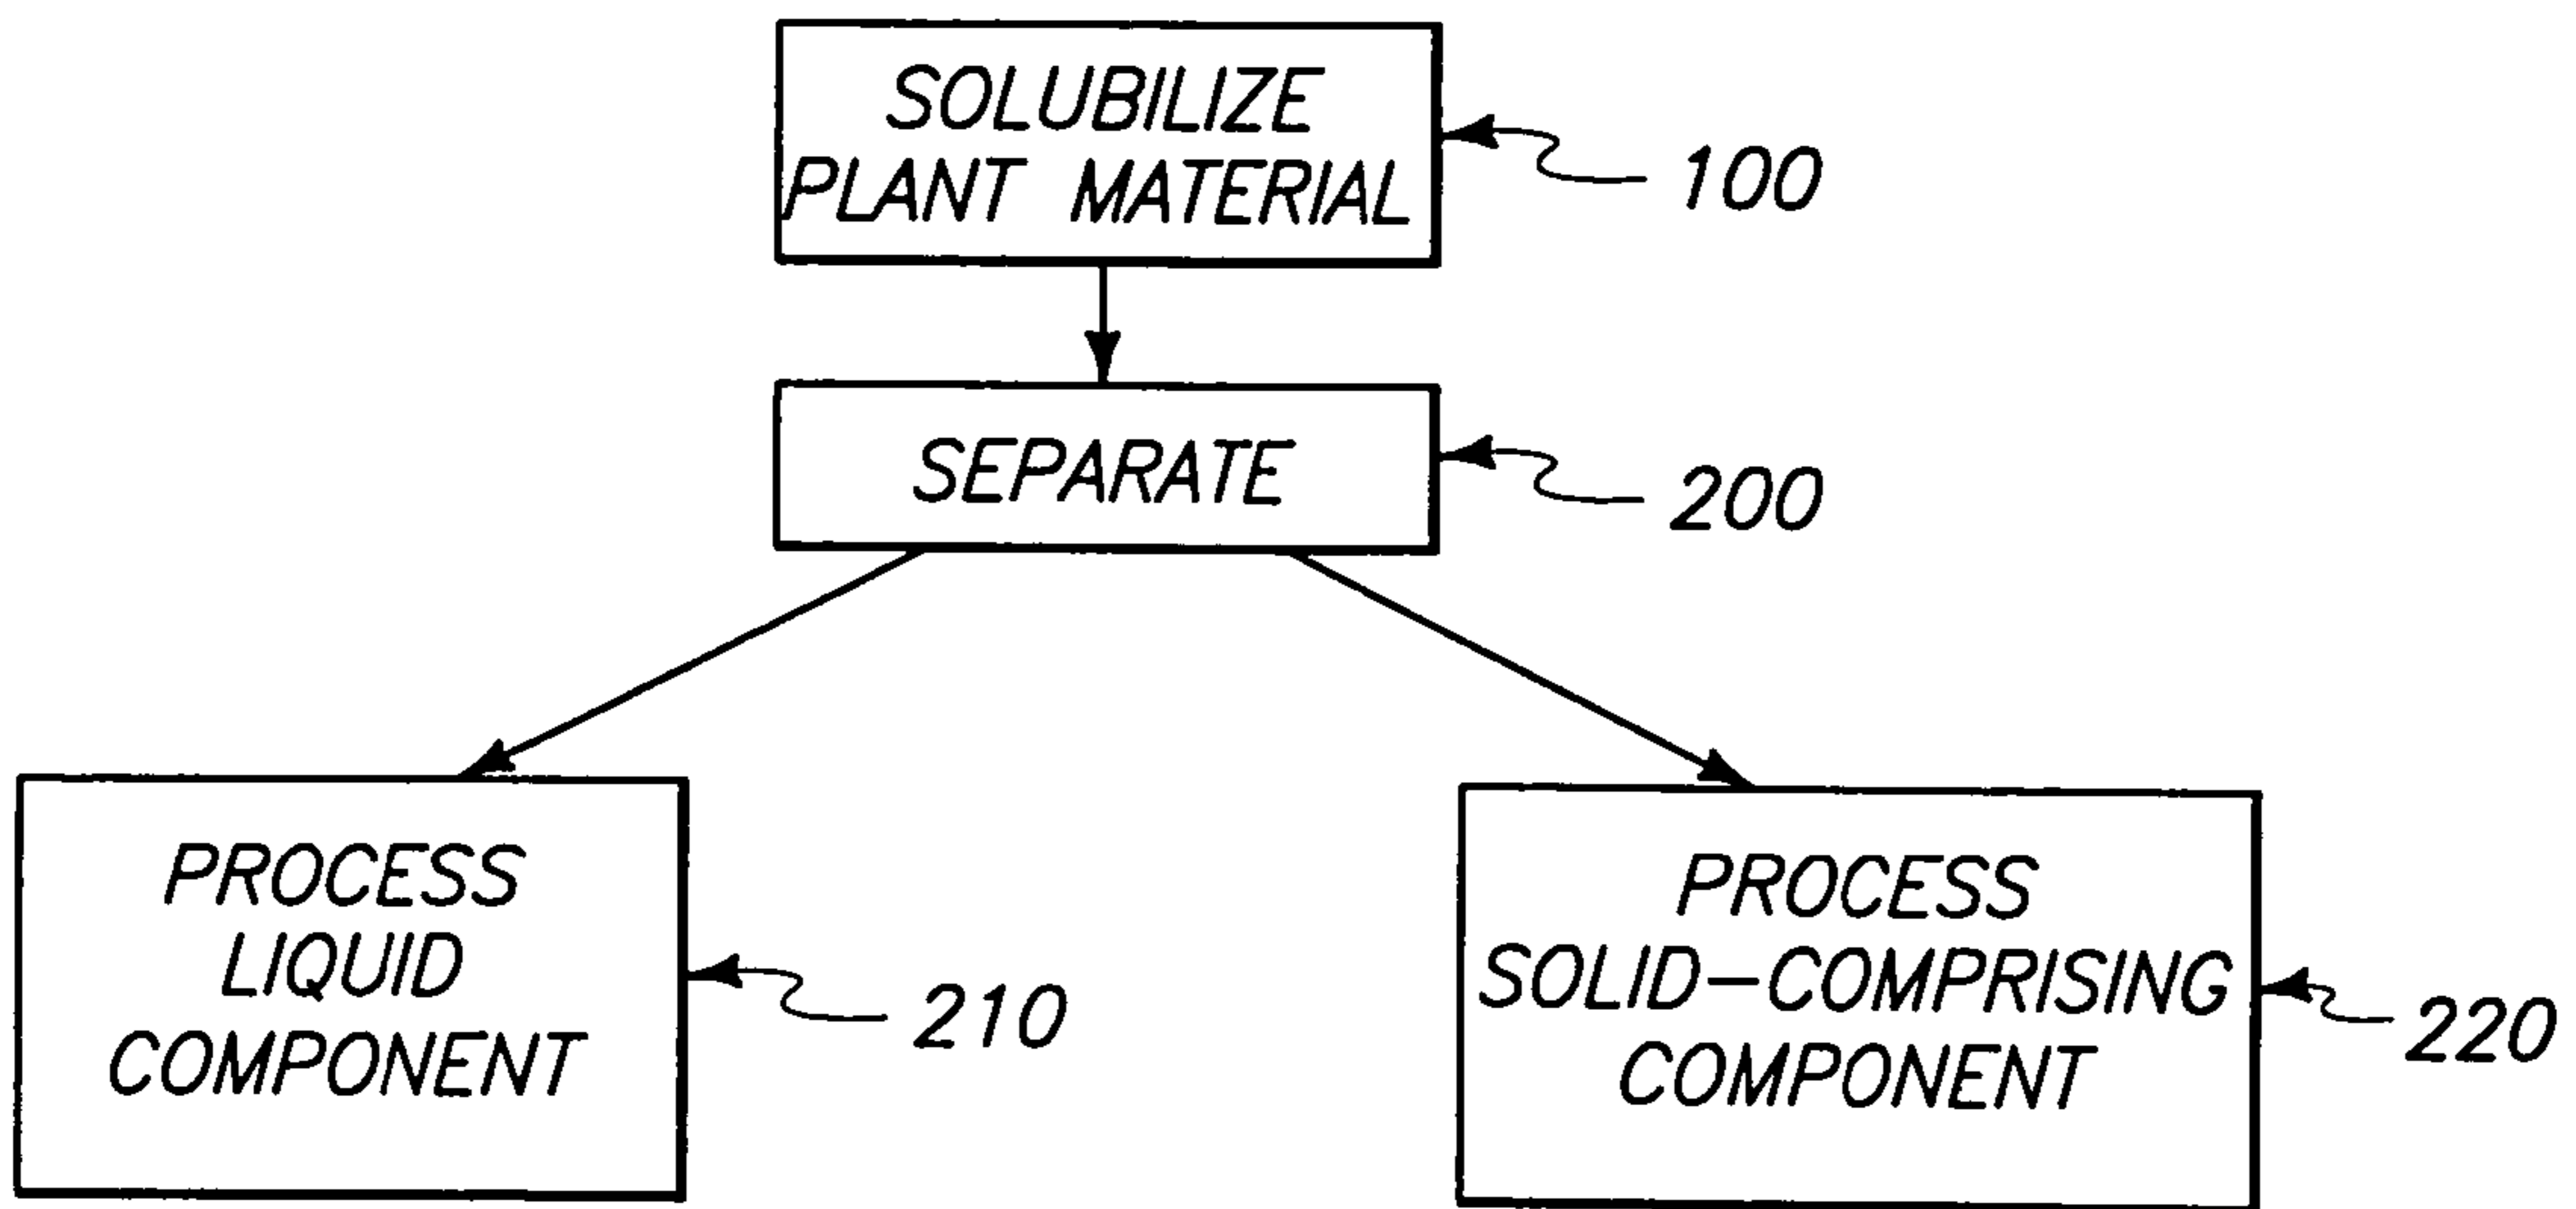 SOLUBILIZE
PLANT MATERIAL
100
SEPARATE
200
PROCESS
LIQUID
COMPONENT
210
PROCESS
SOLID-COMPRISING
COMPONENT
220